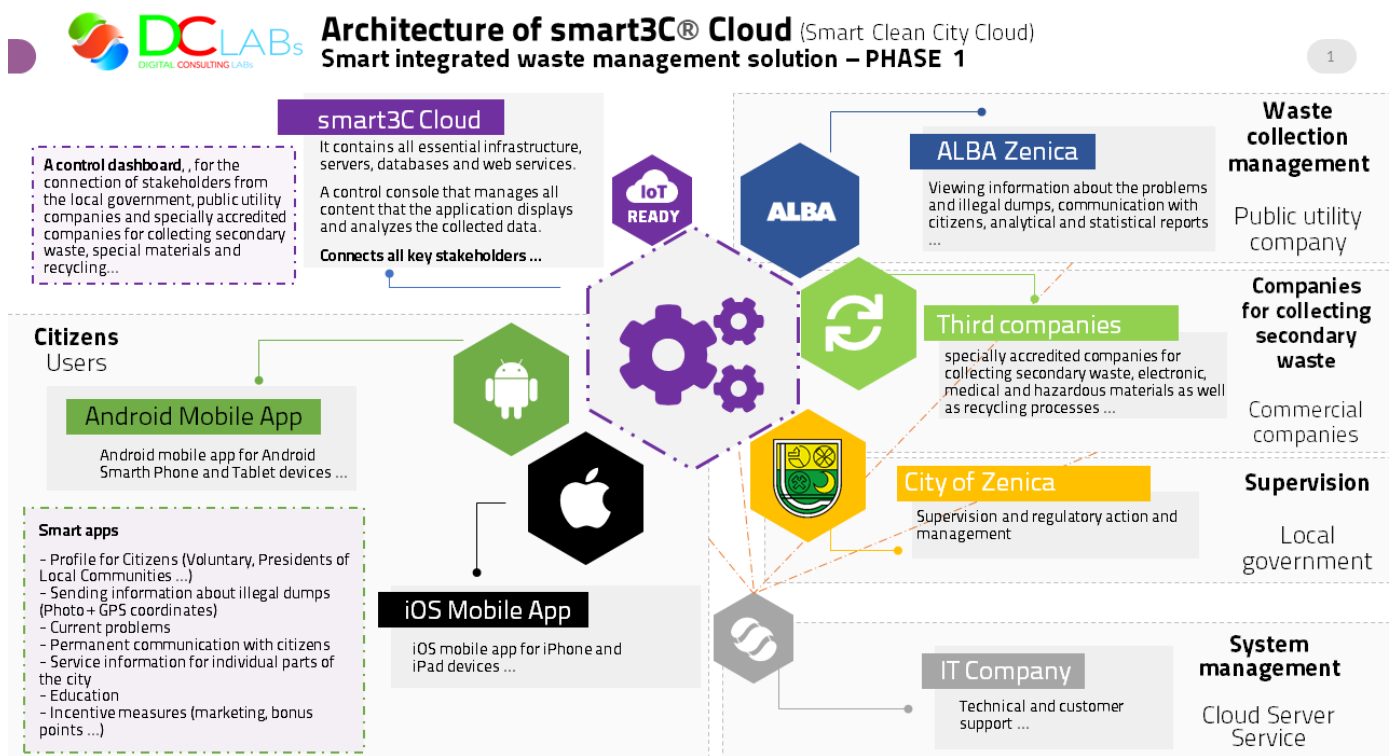 DC LABs
DIGITAL CONSULTING LABs
Architecture of smart3C® Cloud (Smart Clean City Cloud)
Smart integrated waste management solution – PHASE 1
1
smart3C Cloud
It contains all essential infrastructure,
servers, databases and web services.
A control console that manages all
content that the application displays
and analyzes the collected data.
Connects all key stakeholders ...
A control dashboard, , for the
connection of stakeholders from
the local government, public utility
companies and specially accredited
companies for collecting secondary
waste, special materials and
recycling...
IoT
READY
ALBA
ALBA Zenica
Viewing information about the problems
and illegal dumps, communication with
citizens, analytical and statistical reports
...
Waste
collection
management
Public utility
company
Third companies
specially accredited companies for
collecting secondary waste, electronic,
medical and hazardous materials as well
as recycling processes ...
Companies
for collecting
secondary
waste
Commercial
companies
Citizens
Users
Android Mobile App
Android mobile app for Android
Smarth Phone and Tablet devices ...
City of Zenica
Supervision and regulatory action and
management
Supervision
Local
government
Smart apps
- Profile for Citizens (Voluntary, Presidents of
Local Communities ...)
- Sending information about illegal dumps
(Photo + GPS coordinates)
- Current problems
- Permanent communication with citizens
- Service information for individual parts of
the city
- Education
- Incentive measures (marketing, bonus
points ...)
iOS Mobile App
iOS mobile app for iPhone and
iPad devices ...
IT Company
Technical and customer
support ...
System
management
Cloud Server
Service